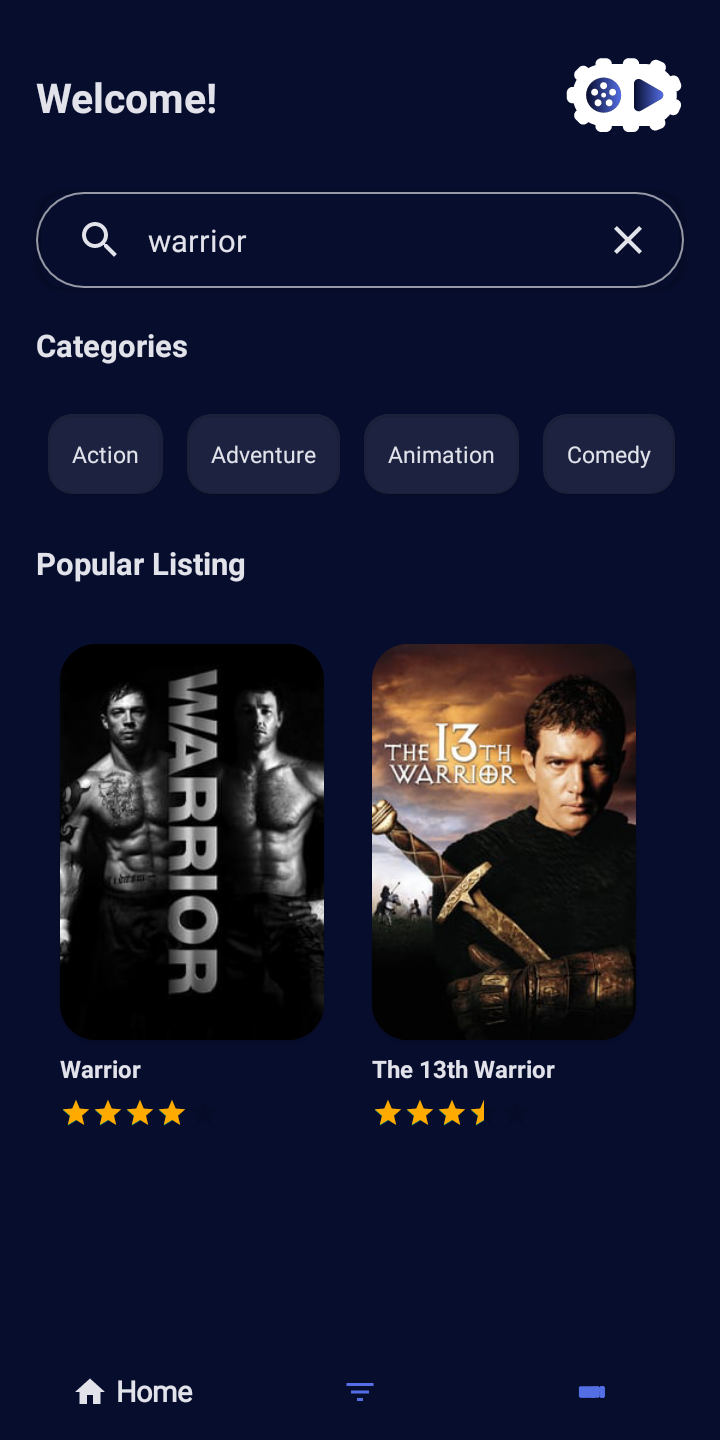 Welcome!
warrior
Categories
Action
Adventure
Animation
Comedy
Popular Listing
WARRIOR
THE 13TH
WARRIOR
Warrior
The 13th Warrior
Home